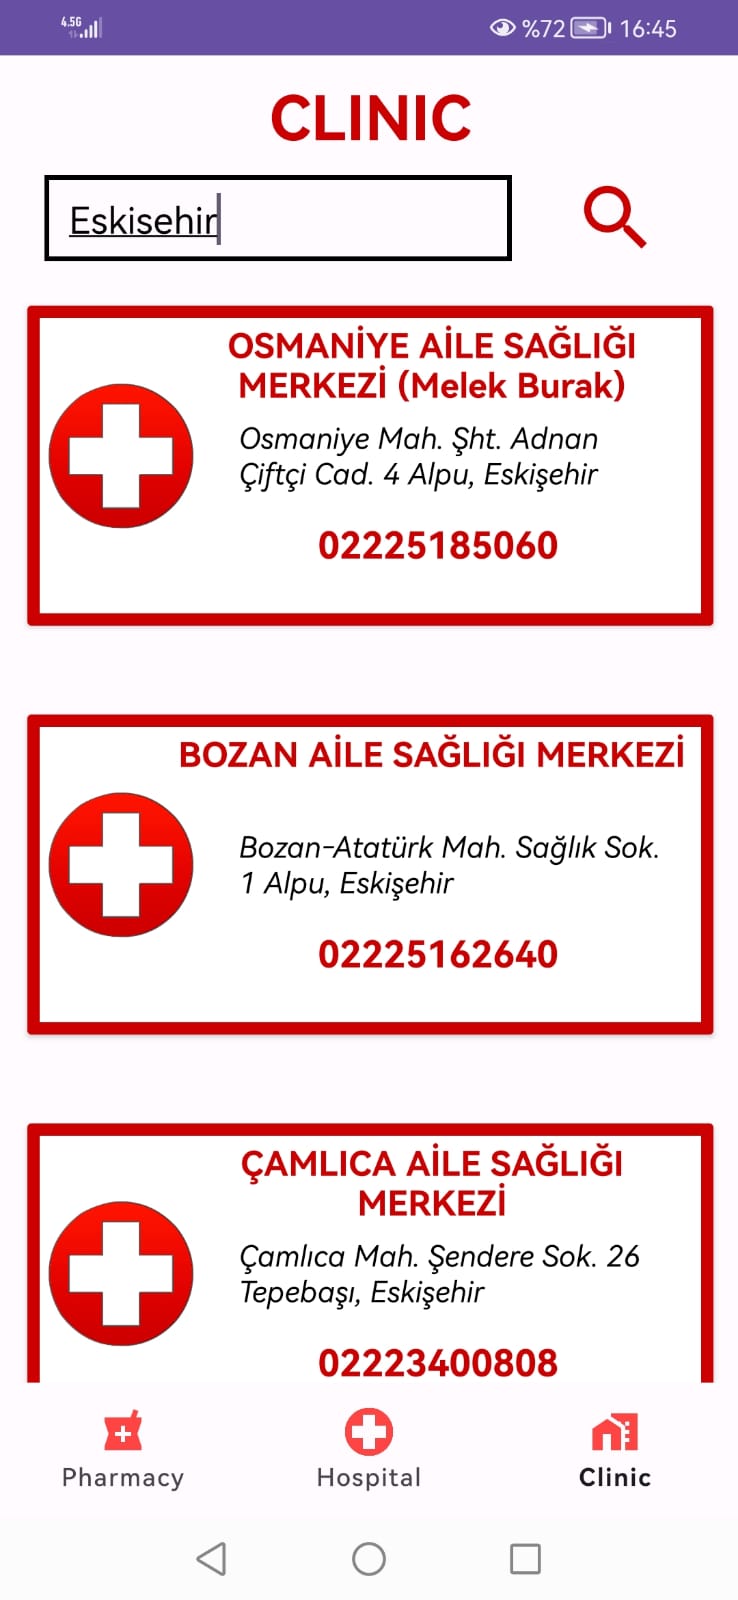 4.5G %72 16:45
CLINIC
Eskisehir
OSMANİYE AİLE SAĞLIĞI
MERKEZİ (Melek Burak)
Osmaniye Mah. Şht. Adnan
Çiftçi Cad. 4 Alpu, Eskişehir
02225185060
BOZAN AİLE SAĞLIĞI MERKEZİ
Bozan-Atatürk Mah. Sağlık Sok.
1 Alpu, Eskişehir
02225162640
ÇAMLICA AİLE SAĞLIĞI
MERKEZİ
Çamlıca Mah. Şendere Sok. 26
Tepebaşı, Eskişehir
02223400808
Pharmacy Hospital Clinic